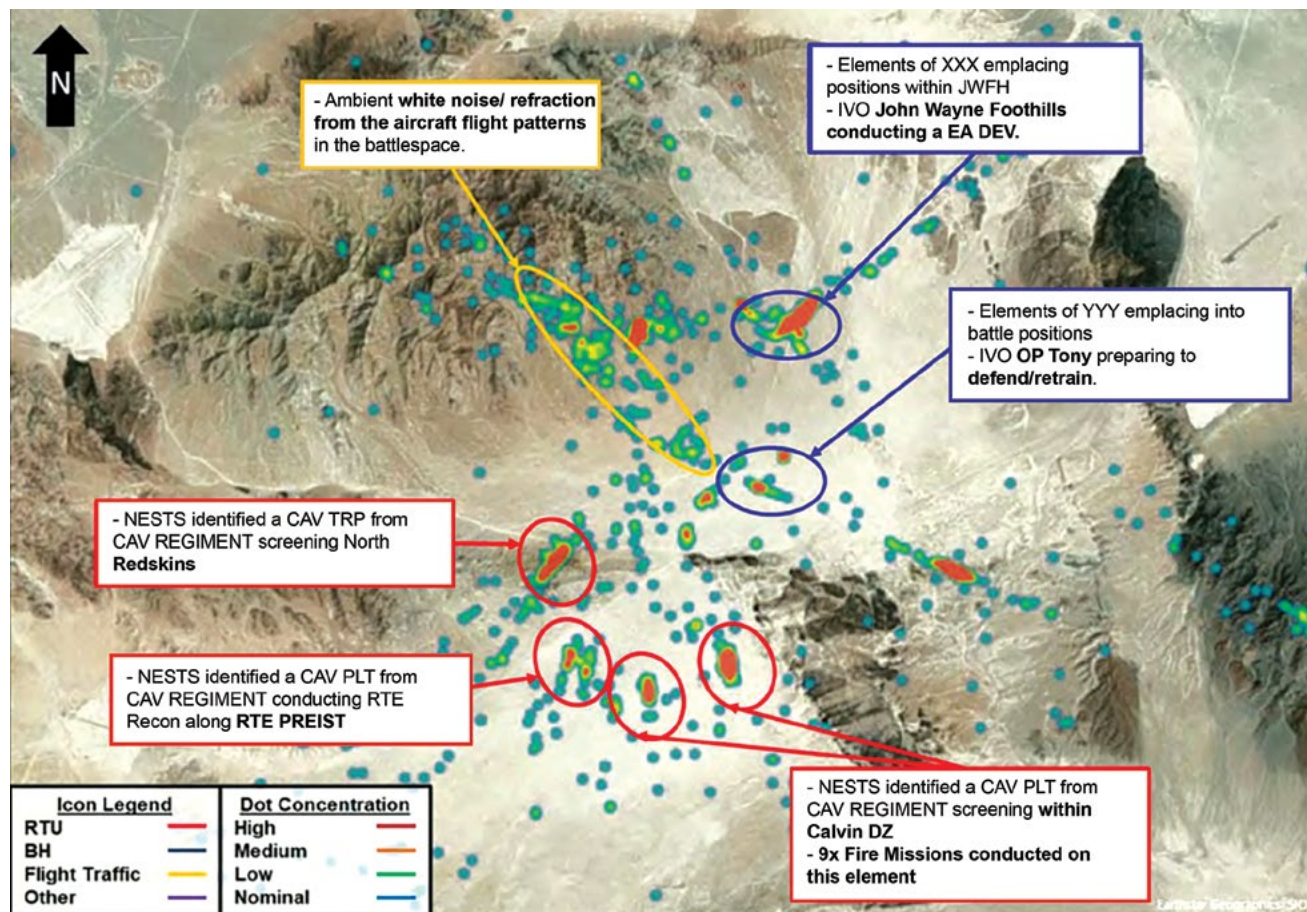 N
- Ambient white noise/ refraction
from the aircraft flight patterns
in the battlespace.
- Elements of XXX emplacing
positions within JWFH
- IVO John Wayne Foothills
conducting a EA DEV.
- Elements of YYY emplacing into
battle positions
- IVO OP Tony preparing to
defend/retrain.
- NESTS identified a CAV TRP from
CAV REGIMENT screening North
Redskins
- NESTS identified a CAV PLT from
CAV REGIMENT conducting RTE
Recon along RTE PREIST
- NESTS identified a CAV PLT from
CAV REGIMENT screening within
Calvin DZ
- 9x Fire Missions conducted on
this element
Icon Legend
RTU
BH
Flight Traffic
Other
Dot Concentration
High
Medium
Low
Nominal